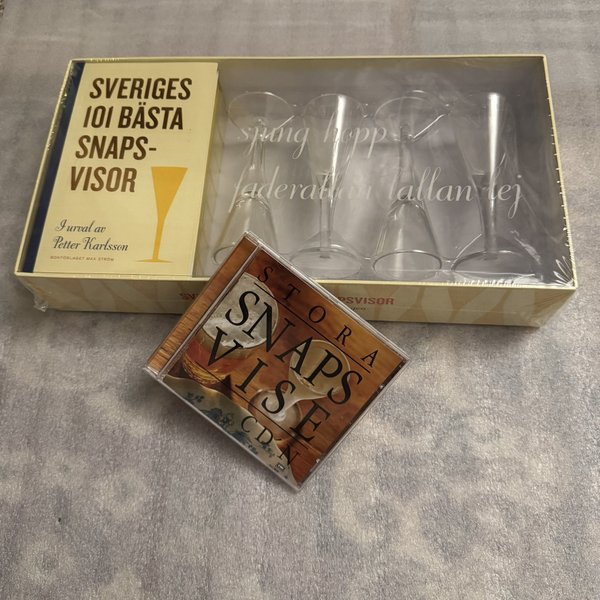 SVERIGES
101 BÄSTA
SNAPS-
VISOR
I urval av
Petter Karlsson
BOKFÖRLAGET MAX STRÖM
sjung hopp
faderallan lallan lej
STORA
SNAPS
VISE
CD:N